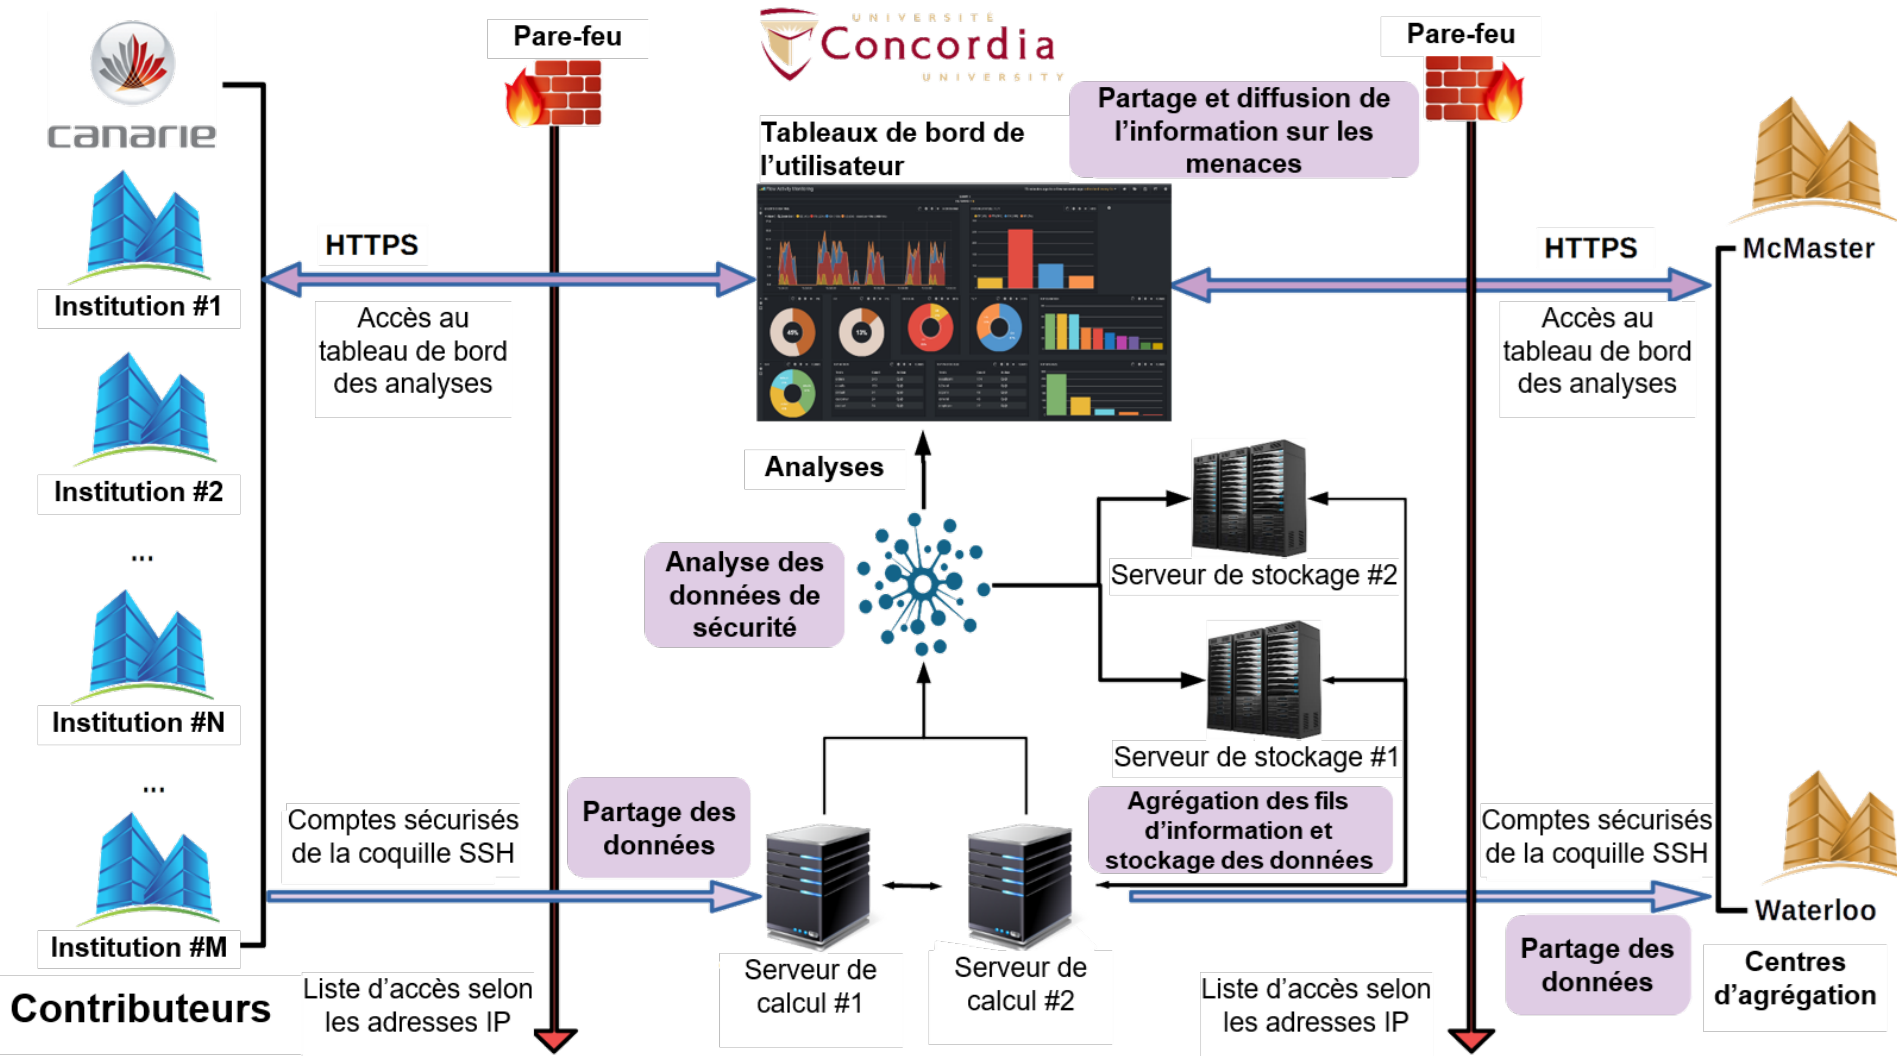 Pare-feu
UNIVERSITÉ
Concordia
UNIVERSITY
Pare-feu
canarie
Partage et diffusion de
l'information sur les
menaces
Tableaux de bord de
l'utilisateur
HTTPS
HTTPS
McMaster
Institution #1
Accès au
tableau de bord
des analyses
45%
13%
Accès au
tableau de bord
des analyses
Institution #2
Analyses
...
Analyse des
données de
sécurité
Serveur de stockage #2
Institution #N
Serveur de stockage #1
...
Comptes sécurisés
de la coquille SSH
Partage des
données
Agrégation des fils
d'information et
stockage des données
Comptes sécurisés
de la coquille SSH
Institution #M
Waterloo
Partage des
données
Centres
d'agrégation
Contributeurs
Liste d'accès selon
les adresses IP
Serveur de
calcul #1
Serveur de
calcul #2
Liste d'accès selon
les adresses IP